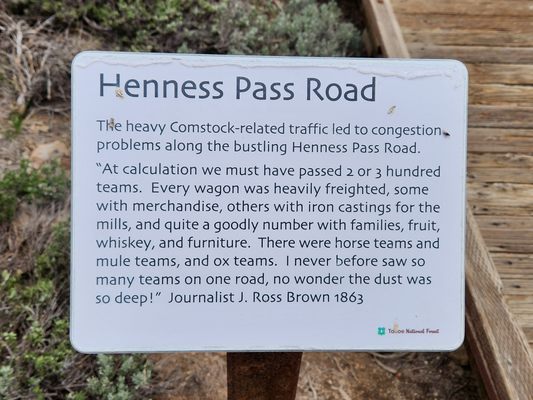 Henness Pass Road
The heavy Comstock-related traffic led to congestion
problems along the bustling Henness Pass Road.
"At calculation we must have passed 2 or 3 hundred
teams. Every wagon was heavily freighted, some
with merchandise, others with iron castings for the
mills, and quite a goodly number with families, fruit,
whiskey, and furniture. There were horse teams and
mule teams, and ox teams. I never before saw so
many teams on one road, no wonder the dust was
so deep!" Journalist J. Ross Brown 1863
Tahoe National Forest